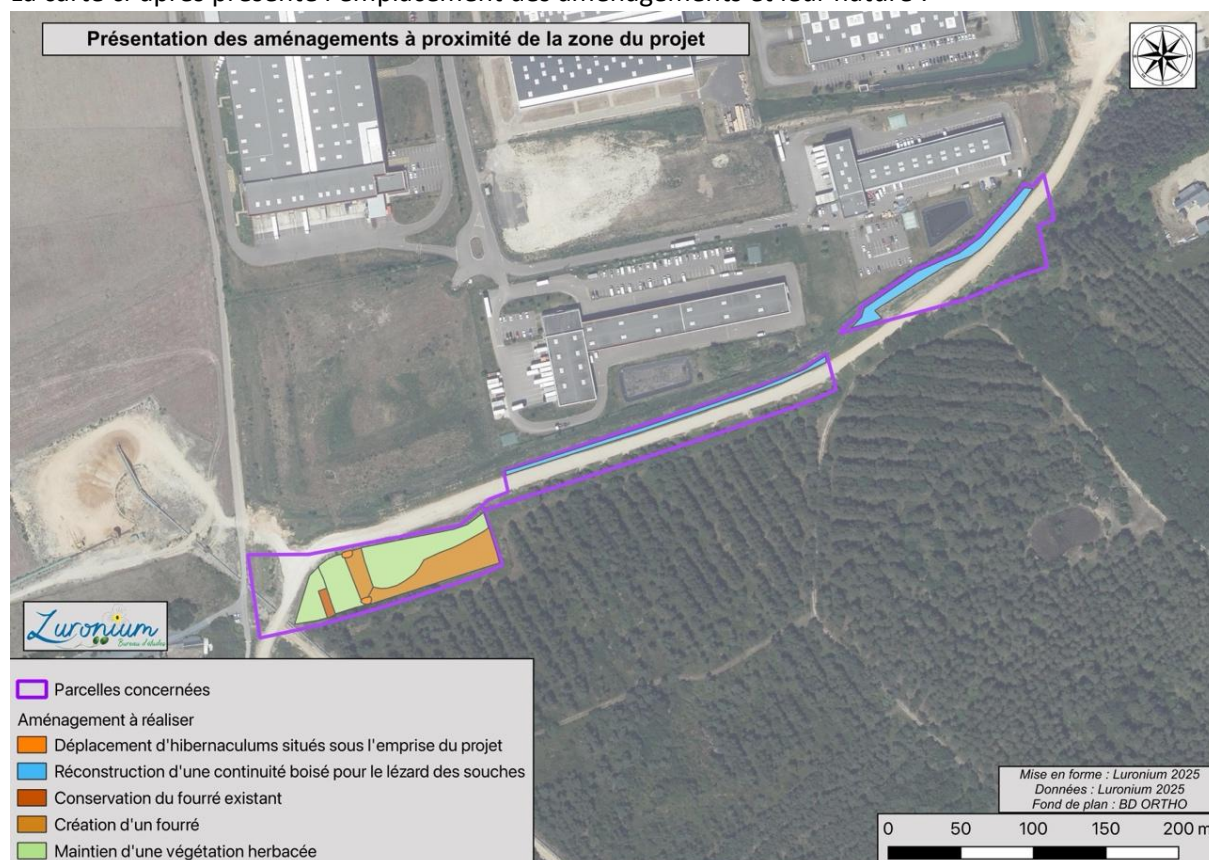 La carte ci-après présente l'emplacement des aménagements et leur nature :
Présentation des aménagements à proximité de la zone du projet
Luronium
Bureau d'études
Parcelles concernées
Aménagement à réaliser
Déplacement d'hibernaculums situés sous l'emprise du projet
Réconstruction d'une continuité boisé pour le lézard des souches
Conservation du fourré existant
Création d'un fourré
Maintien d'une végétation herbacée
Mise en forme : Luronium 2025
Données : Luronium 2025
Fond de plan : BD ORTHO
0 50 100 150 200 m